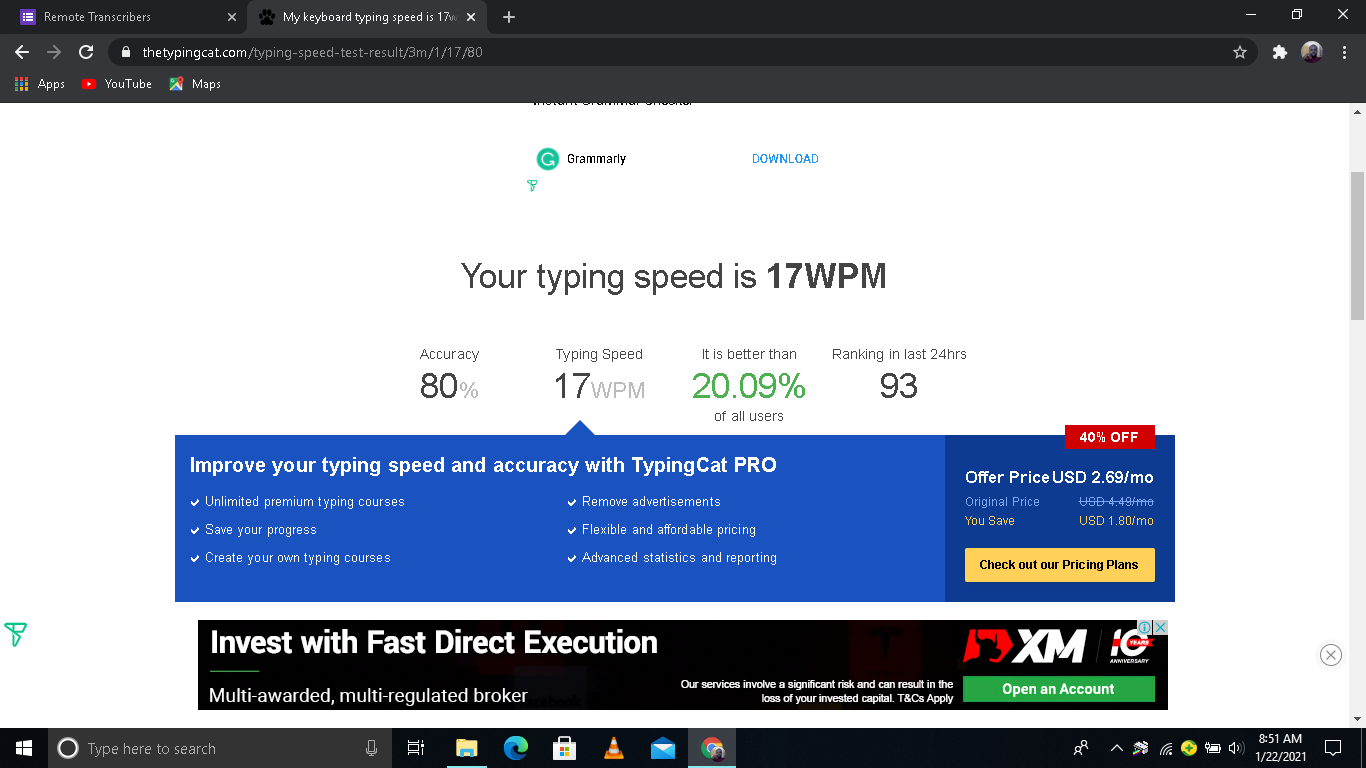 Remote Transcribers
My keyboard typing speed is 17w
thetypingcat.com/typing-speed-test-result/3m/1/17/80
Apps
YouTube
Maps
Instant Grammar Checker
Grammarly
DOWNLOAD
Your typing speed is 17WPM
Accuracy
80%
Typing Speed
17WPM
It is better than
20.09%
of all users
Ranking in last 24hrs
93
Improve your typing speed and accuracy with TypingCat PRO
Unlimited premium typing courses
Save your progress
Create your own typing courses
Remove advertisements
Flexible and affordable pricing
Advanced statistics and reporting
40% OFF
Offer Price USD 2.69/mo
Original Price USD 4.49/mo
You Save USD 1.80/mo
Check out our Pricing Plans
Invest with Fast Direct Execution
Multi-awarded, multi-regulated broker
Our services involve a significant risk and can result in the
loss of your invested capital. T&Cs Apply
XM
10 YEARS
ANNIVERSARY
Open an Account
Type here to search
8:51 AM
1/22/2021